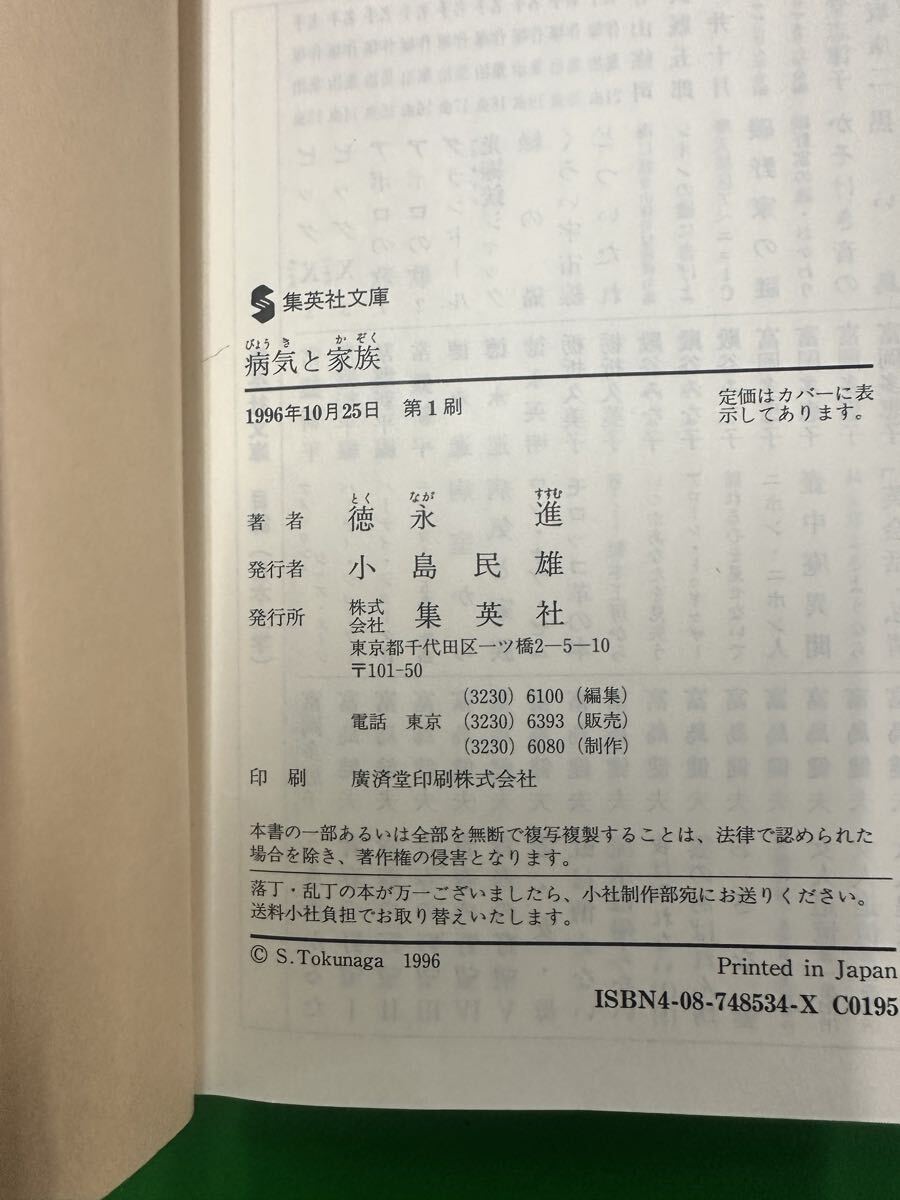 集英社文庫
びょう き か ぞく
病気と家族
1996年10月25日 第1刷
定価はカバーに表
示してあります。
とく なが すすむ
著者 徳永 進
発行者 小島民雄
発行所 株式会社 集英社
東京都千代田区一ツ橋2—5—10
〒101-50
(3230) 6100 (編集)
電話 東京 (3230) 6393 (販売)
(3230) 6080 (制作)
印刷 廣済堂印刷株式会社
本書の一部あるいは全部を無断で複写複製することは、法律で認められた
場合を除き、著作権の侵害となります。
落丁・乱丁の本が万一ございましたら、小社制作部宛にお送りください。
送料小社負担でお取り替えいたします。
© S.Tokunaga 1996
Printed in Japan
ISBN4-08-748534-X C0195